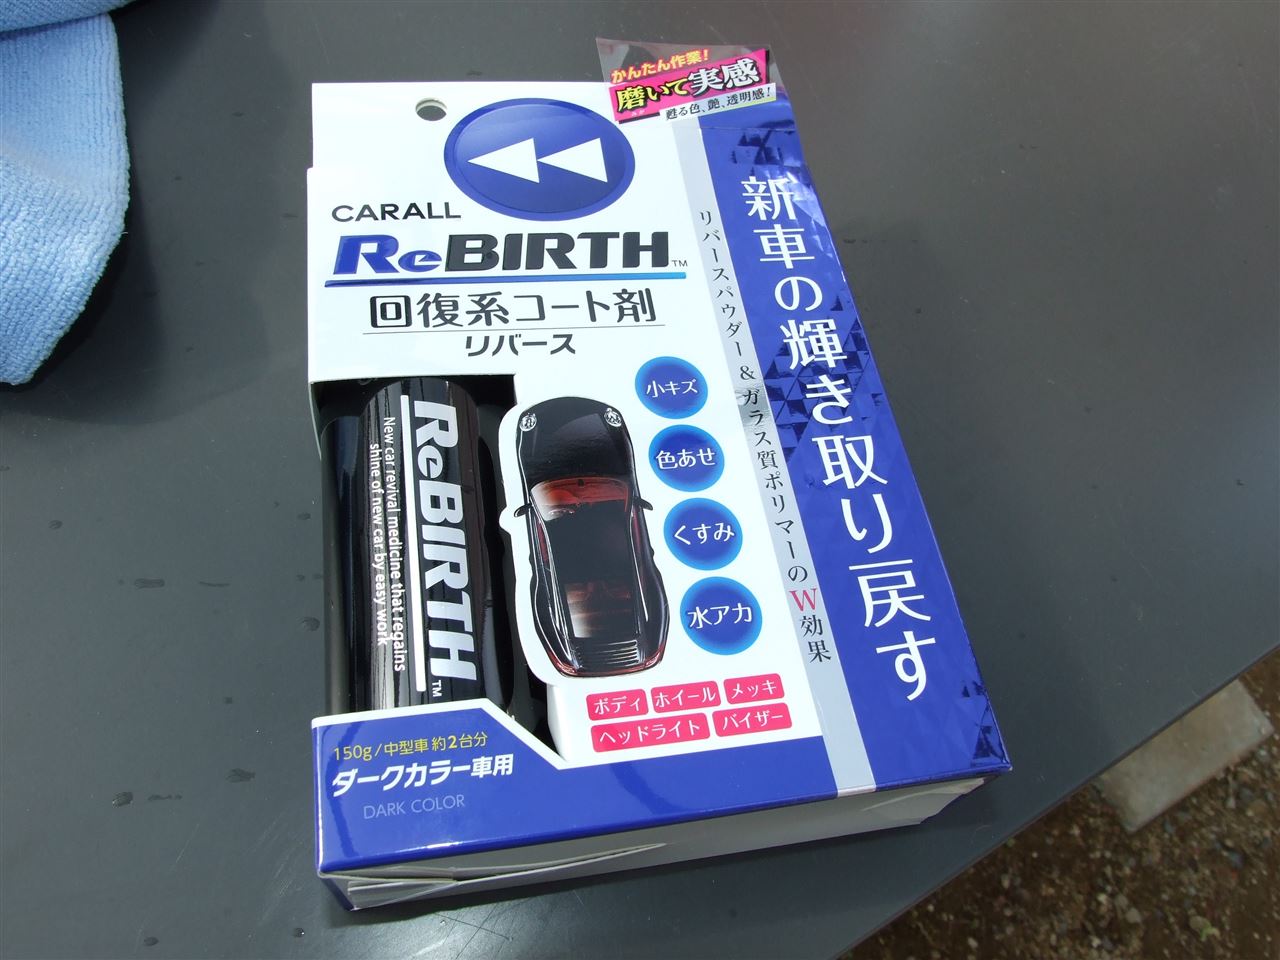 かんたん作業!
磨いて実感
甦る色、艶、透明感!
CARALL
ReBIRTH™
回復系コート剤
リバース
新車の輝き取り戻す
リバースパウダー&ガラス質ポリマーのW効果
小キズ
色あせ
くすみ
水アカ
ReBIRTH™
New car revival medicine that regains
shine of new car by easy work
ボディ ホイール メッキ
ヘッドライト バイザー
150g/中型車 約2台分
ダークカラー車用
DARK COLOR